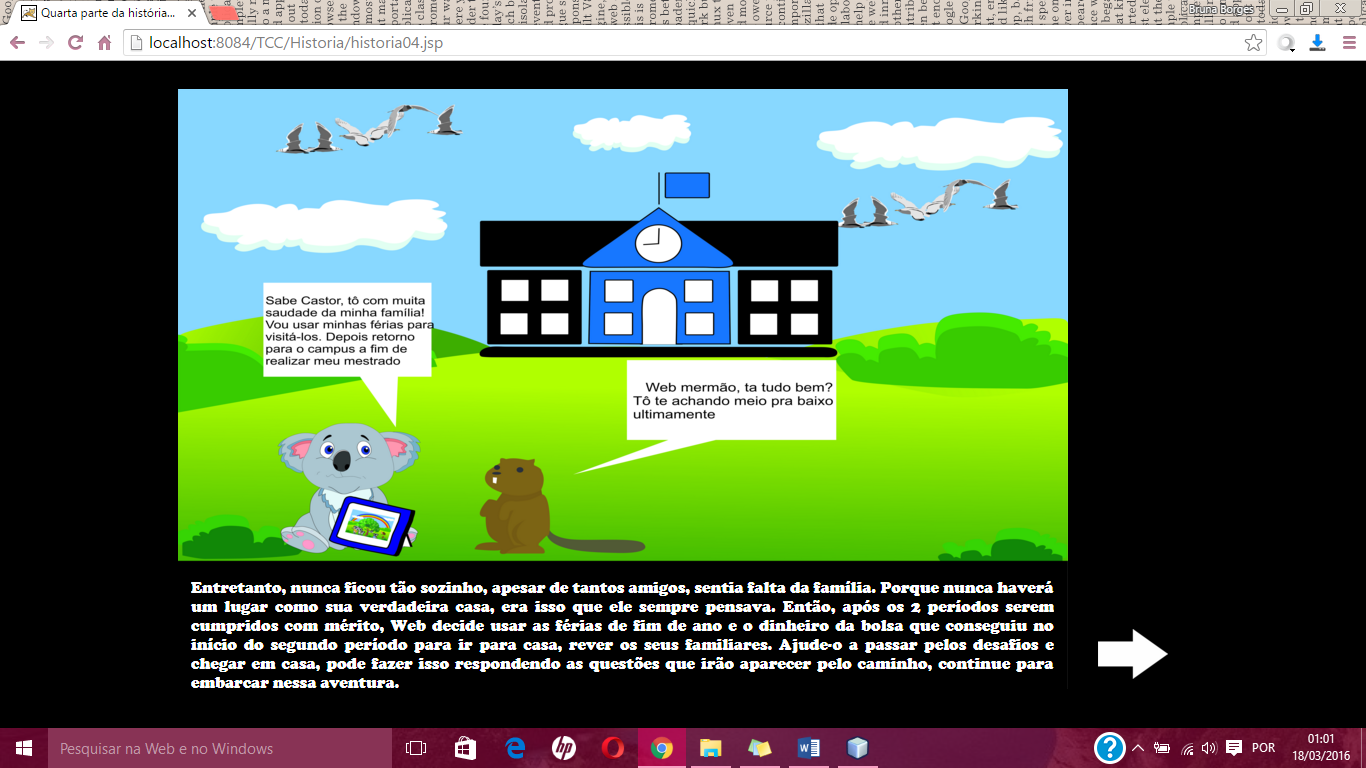 Quarta parte da história...
Bruna Borges
localhost:8084/TCC/Historia/historia04.jsp
Sabe Castor, tô com muita
saudade da minha família!
Vou usar minhas férias para
visitá-los. Depois retorno
para o campus a fim de
realizar meu mestrado
Web mermão, ta tudo bem?
Tô te achando meio pra baixo
ultimamente
Entretanto, nunca ficou tão sozinho, apesar de tantos amigos, sentia falta da família. Porque nunca haverá
um lugar como sua verdadeira casa, era isso que ele sempre pensava. Então, após os 2 períodos serem
cumpridos com mérito, Web decide usar as férias de fim de ano e o dinheiro da bolsa que conseguiu no
início do segundo período para ir para casa, rever os seus familiares. Ajude-o a passar pelos desafios e
chegar em casa, pode fazer isso respondendo as questões que irão aparecer pelo caminho, continue para
embarcar nessa aventura.
Pesquisar na Web e no Windows
POR
01:01
18/03/2016